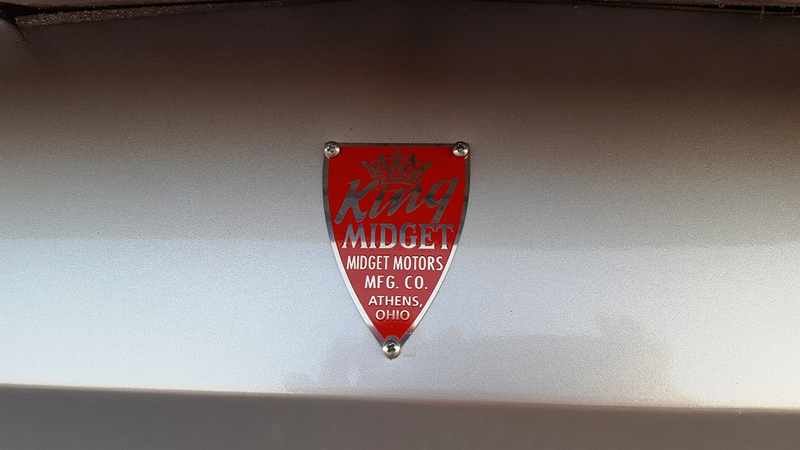 King
MIDGET
MIDGET MOTORS
MFG. CO.
ATHENS,
OHIO